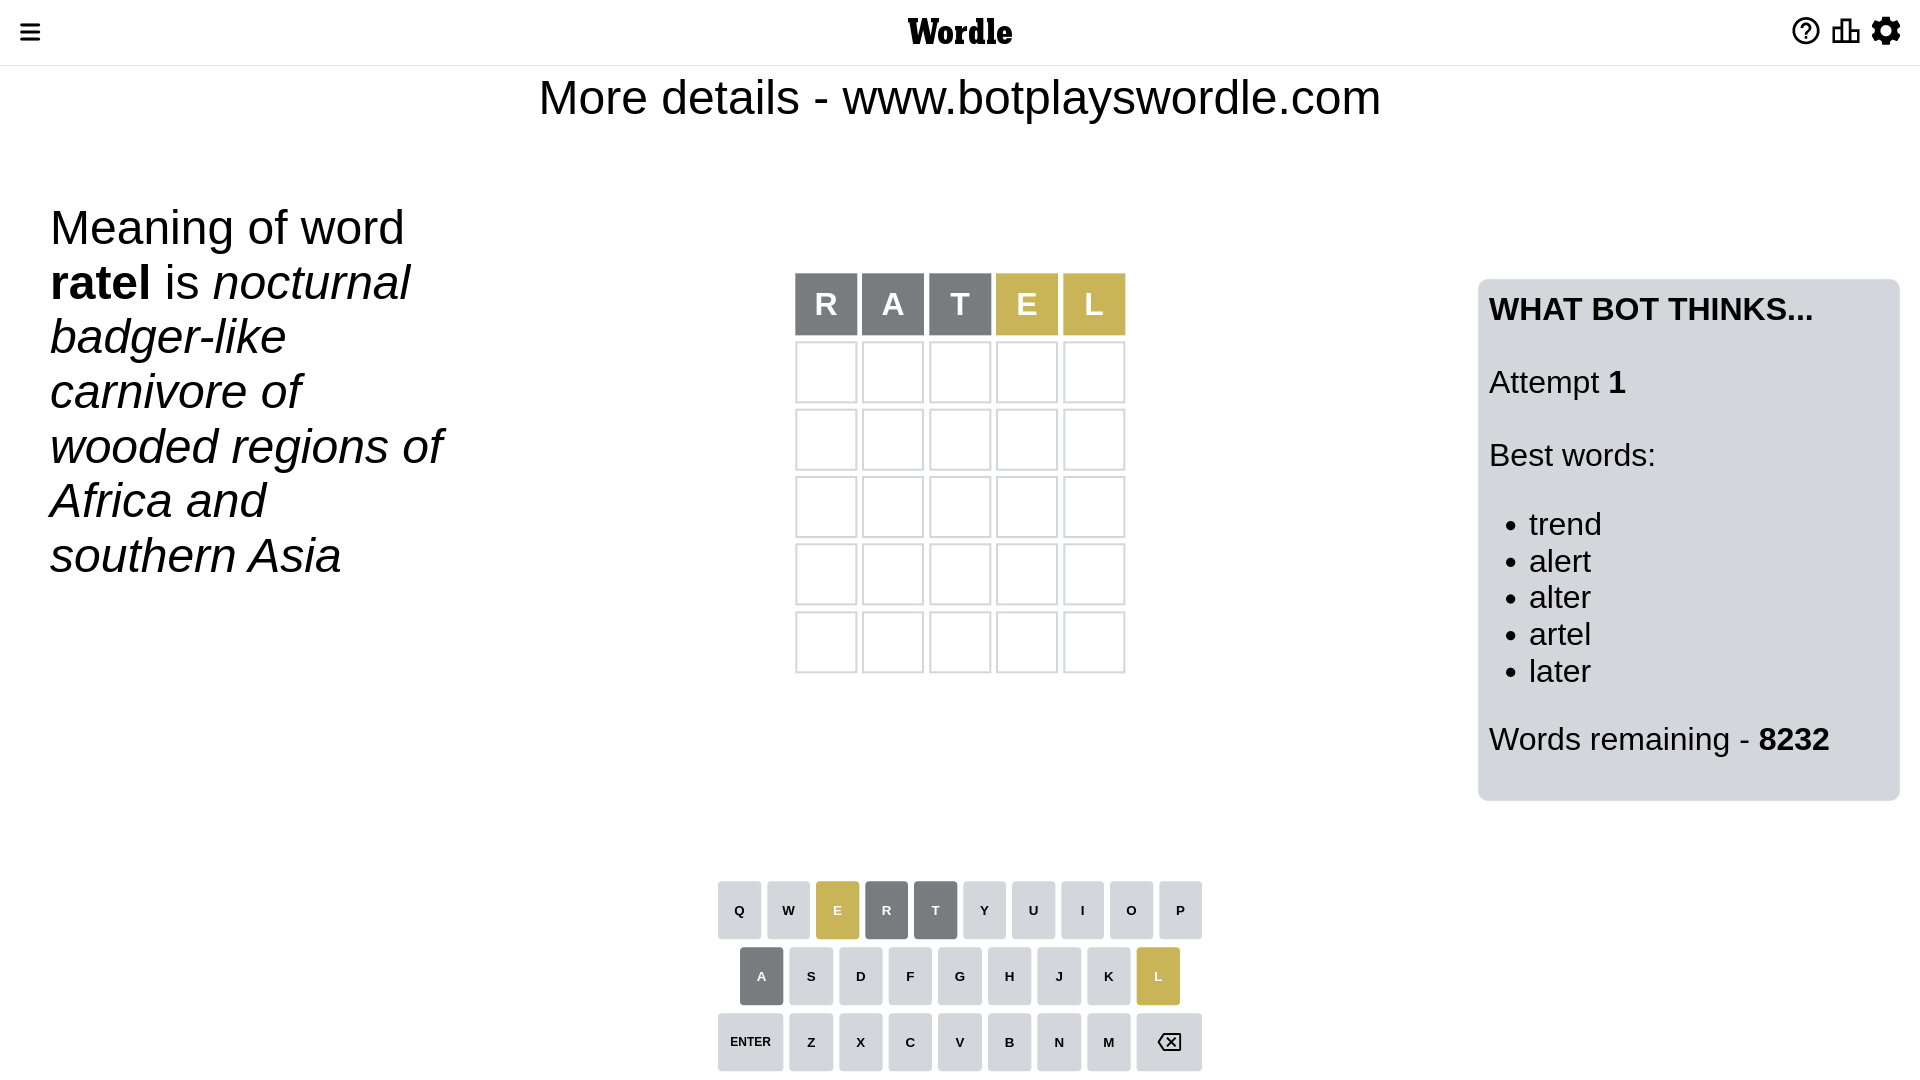 Wordle
More details - www.botplayswordle.com
Meaning of word
ratel is nocturnal
badger-like
carnivore of
wooded regions of
Africa and
southern Asia
R A T E L
WHAT BOT THINKS...
Attempt 1
Best words:
• trend
• alert
• alter
• artel
• later
Words remaining - 8232
Q W E R T Y U I O P
A S D F G H J K L
ENTER Z X C V B N M